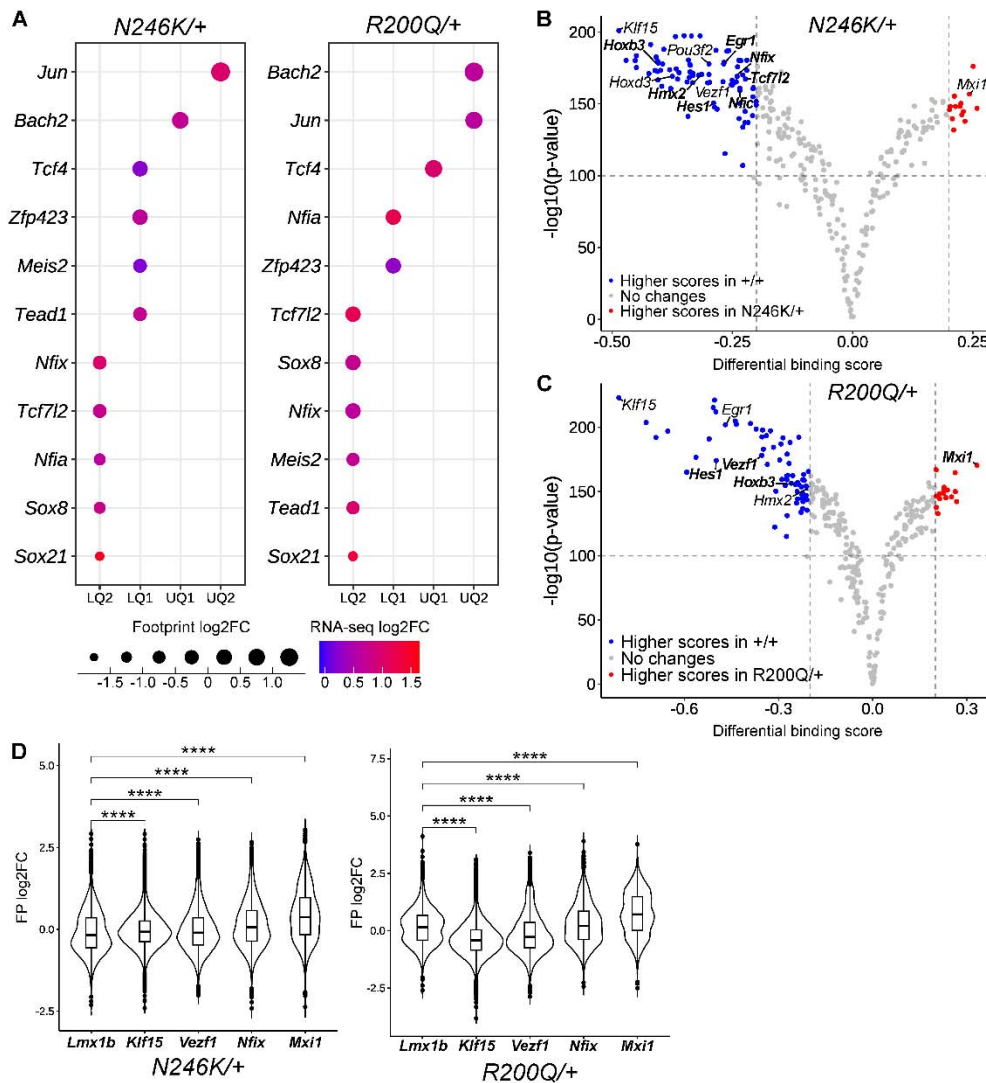 A
N246K/+
R200Q/+
Jun
Bach2
Tcf4
Zfp423
Meis2
Tead1
Nfix
Tcf7l2
Nfia
Sox8
Sox21
LQ2 LQ1 UQ1 UQ2
Bach2
Jun
Tcf4
Nfia
Zfp423
Tcf7l2
Sox8
Nfix
Meis2
Tead1
Sox21
LQ2 LQ1 UQ1 UQ2
Footprint log2FC
-1.5 -1.0 -0.5 0 0.5 1.0
RNA-seq log2FC
0 0.5 1.0 1.5
B
N246K/+
-log10(p-value)
200
150
100
50
0
Klf15
Hoxb3
Pou3f2
Egr1
Nfix
Hoxd3
Tcf7l2
Hmx2
Vezf1
Hes1
Nfic
Mxi1
Higher scores in +/+
No changes
Higher scores in N246K/+
-0.50 -0.25 0.00 0.25
Differential binding score
C
R200Q/+
-log10(p-value)
200
150
100
50
0
Klf15
Egr1
Vezf1
Hes1
Hoxb3
Hmx2
Mxi1
Higher scores in +/+
No changes
Higher scores in R200Q/+
-0.6 -0.3 0.0 0.3
Differential binding score
D
FP log2FC
5.0
2.5
0.0
-2.5
****
****
****
****
Lmx1b Klf15 Vezf1 Nfix Mxi1
N246K/+
FP log2FC
7.5
5.0
2.5
0.0
-2.5
****
****
****
****
Lmx1b Klf15 Vezf1 Nfix Mxi1
R200Q/+